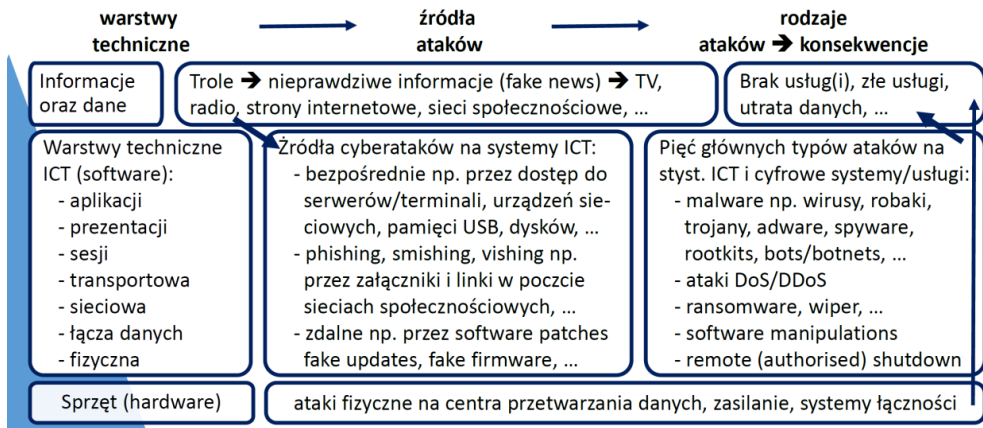 warstwy
techniczne
źródła
ataków
rodzaje
ataków ➔ konsekwencje
Informacje
oraz dane
Trole ➔ nieprawdziwe informacje (fake news) ➔ TV,
radio, strony internetowe, sieci społecznościowe, ...
Brak usług(i), złe usługi,
utrata danych, ...
Warstwy techniczne
ICT (software):
- aplikacji
- prezentacji
- sesji
- transportowa
- sieciowa
- łącza danych
- fizyczna
Źródła cyberataków na systemy ICT:
- bezpośrednie np. przez dostęp do
serwerów/terminali, urządzeń sie-
ciowych, pamięci USB, dysków, ...
- phishing, smishing, vishing np.
przez załączniki i linki w poczcie
sieciach społecznościowych, ...
- zdalne np. przez software patches
fake updates, fake firmware, ...
Pięć głównych typów ataków na
styst. ICT i cyfrowe systemy/usługi:
- malware np. wirusy, robaki,
trojany, adware, spyware,
rootkits, bots/botnets, ...
- ataki DoS/DDoS
- ransomware, wiper, ...
- software manipulations
- remote (authorised) shutdown
Sprzęt (hardware)
ataki fizyczne na centra przetwarzania danych, zasilanie, systemy łączności